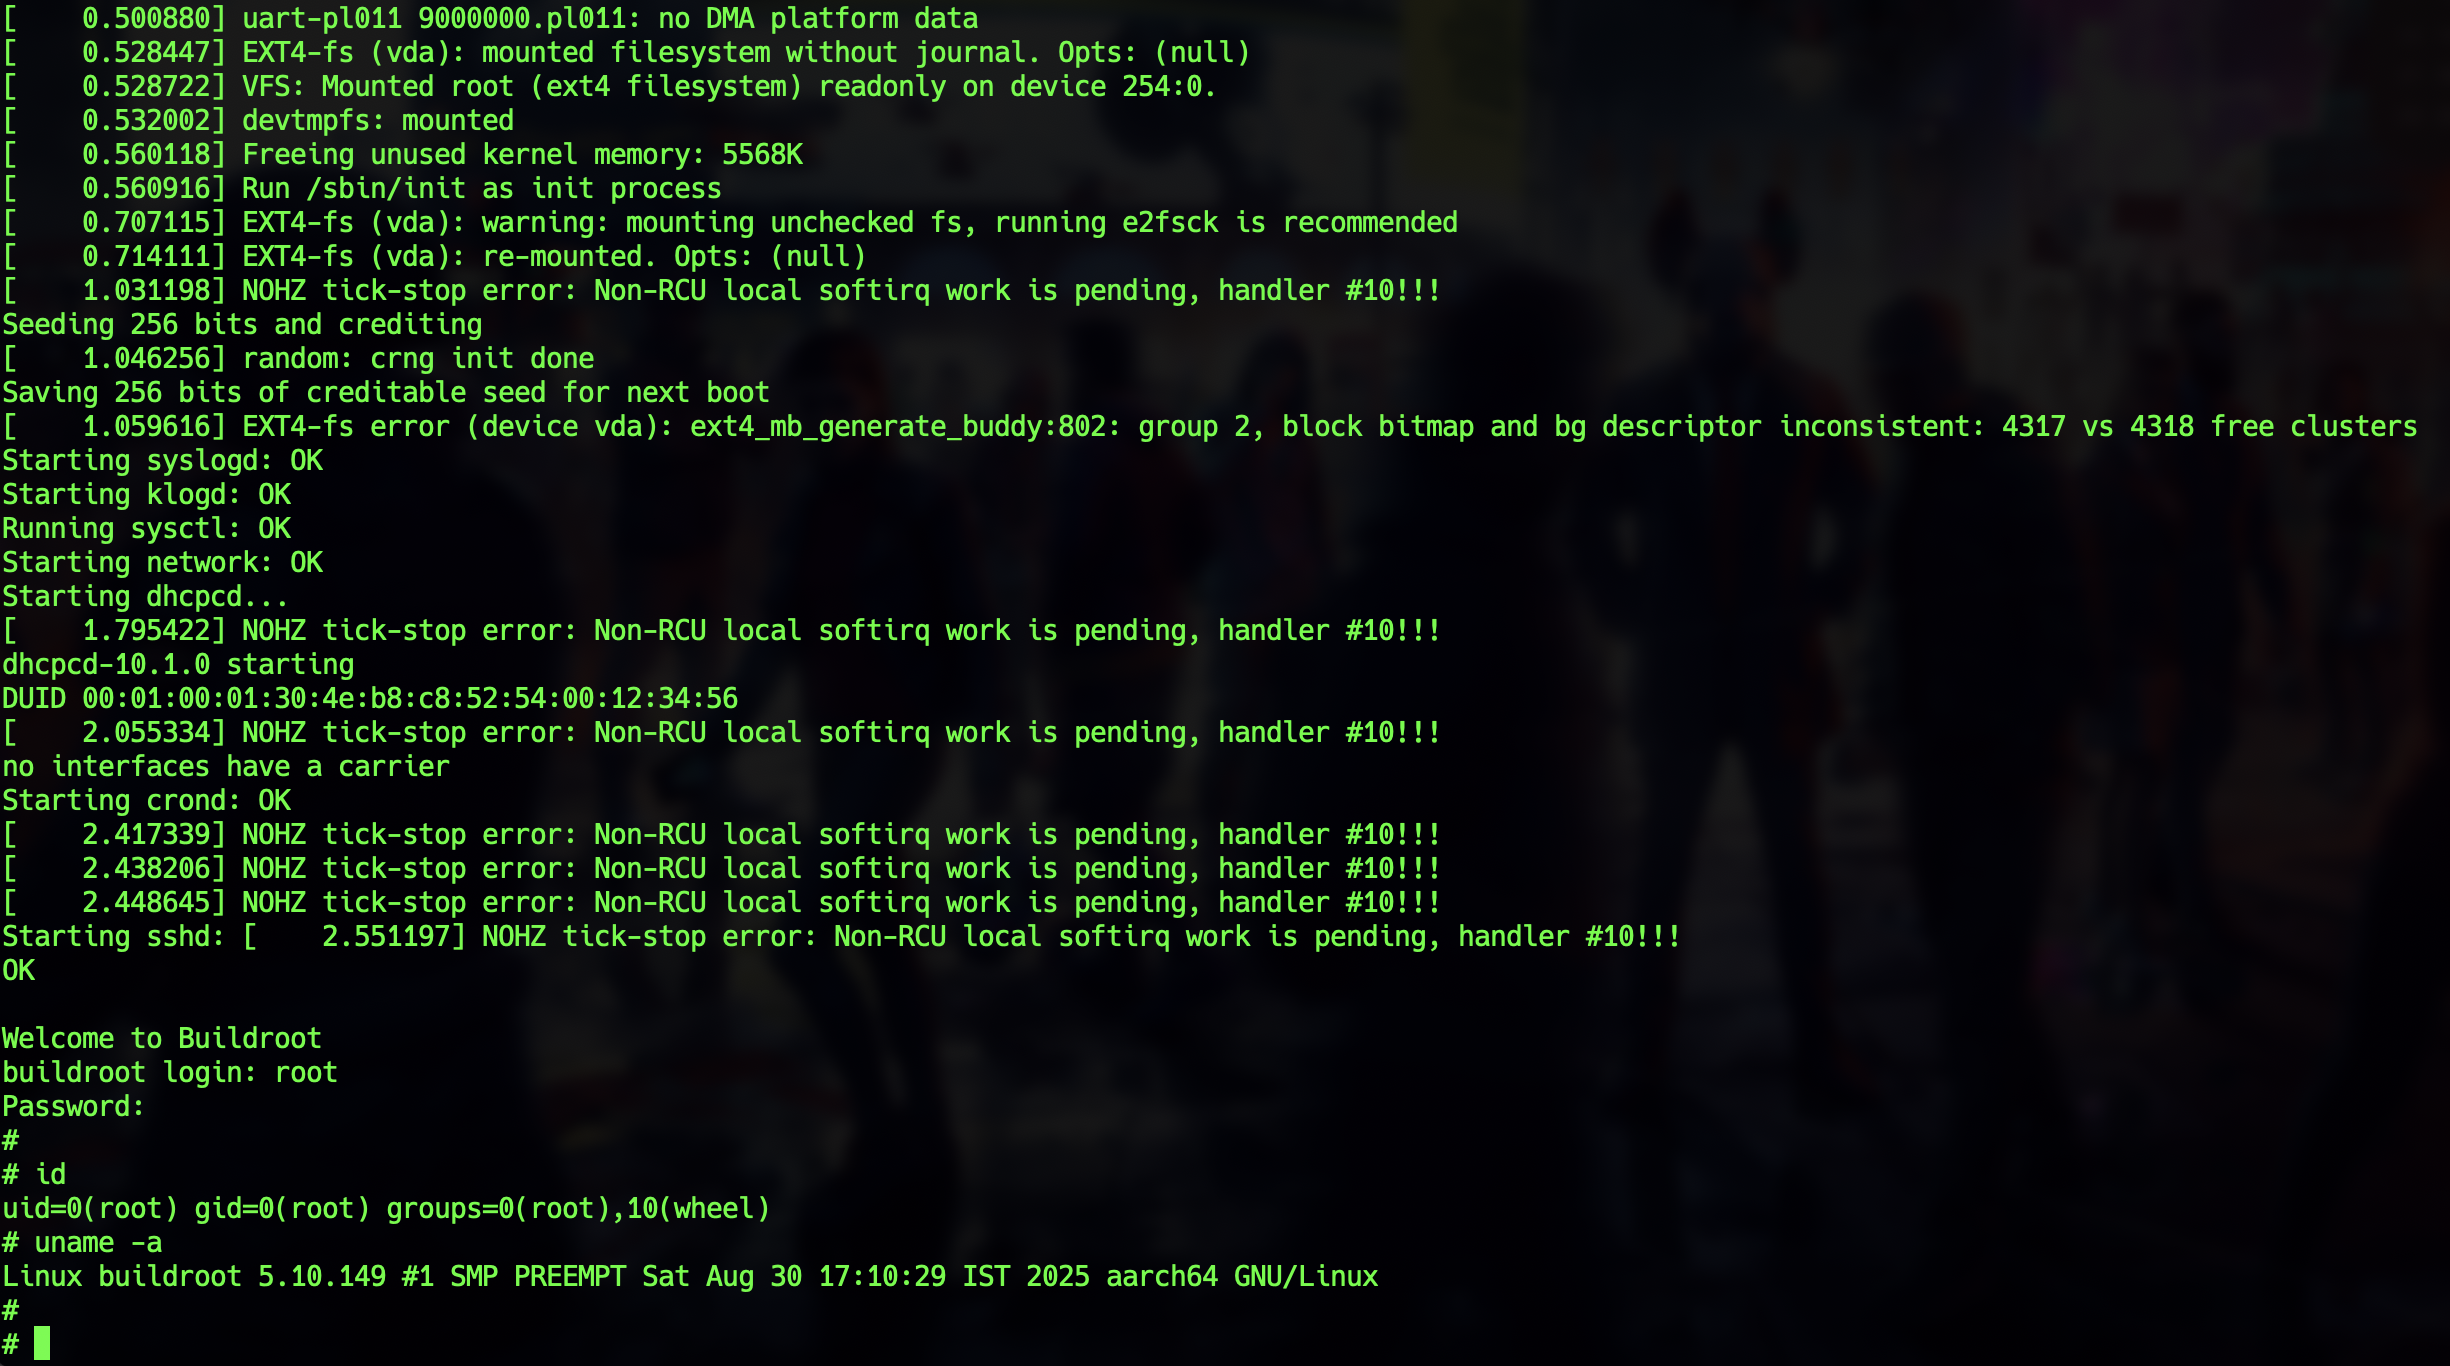 [    0.500880] uart-pl011 9000000.pl011: no DMA platform data
[    0.528447] EXT4-fs (vda): mounted filesystem without journal. Opts: (null)
[    0.528722] VFS: Mounted root (ext4 filesystem) readonly on device 254:0.
[    0.532002] devtmpfs: mounted
[    0.560118] Freeing unused kernel memory: 5568K
[    0.560916] Run /sbin/init as init process
[    0.707115] EXT4-fs (vda): warning: mounting unchecked fs, running e2fsck is recommended
[    0.714111] EXT4-fs (vda): re-mounted. Opts: (null)
[    1.031198] NOHZ tick-stop error: Non-RCU local softirq work is pending, handler #10!!!
Seeding 256 bits and crediting
[    1.046256] random: crng init done
Saving 256 bits of creditable seed for next boot
[    1.059616] EXT4-fs error (device vda): ext4_mb_generate_buddy:802: group 2, block bitmap and bg descriptor inconsistent: 4317 vs 4318 free clusters
Starting syslogd: OK
Starting klogd: OK
Running sysctl: OK
Starting network: OK
Starting dhcpcd...
[    1.795422] NOHZ tick-stop error: Non-RCU local softirq work is pending, handler #10!!!
dhcpcd-10.1.0 starting
DUID 00:01:00:01:30:4e:b8:c8:52:54:00:12:34:56
[    2.055334] NOHZ tick-stop error: Non-RCU local softirq work is pending, handler #10!!!
no interfaces have a carrier
Starting crond: OK
[    2.417339] NOHZ tick-stop error: Non-RCU local softirq work is pending, handler #10!!!
[    2.438206] NOHZ tick-stop error: Non-RCU local softirq work is pending, handler #10!!!
[    2.448645] NOHZ tick-stop error: Non-RCU local softirq work is pending, handler #10!!!
Starting sshd: [    2.551197] NOHZ tick-stop error: Non-RCU local softirq work is pending, handler #10!!!
OK

Welcome to Buildroot
buildroot login: root
Password:
#
# id
uid=0(root) gid=0(root) groups=0(root),10(wheel)
# uname -a
Linux buildroot 5.10.149 #1 SMP PREEMPT Sat Aug 30 17:10:29 IST 2025 aarch64 GNU/Linux
#
#